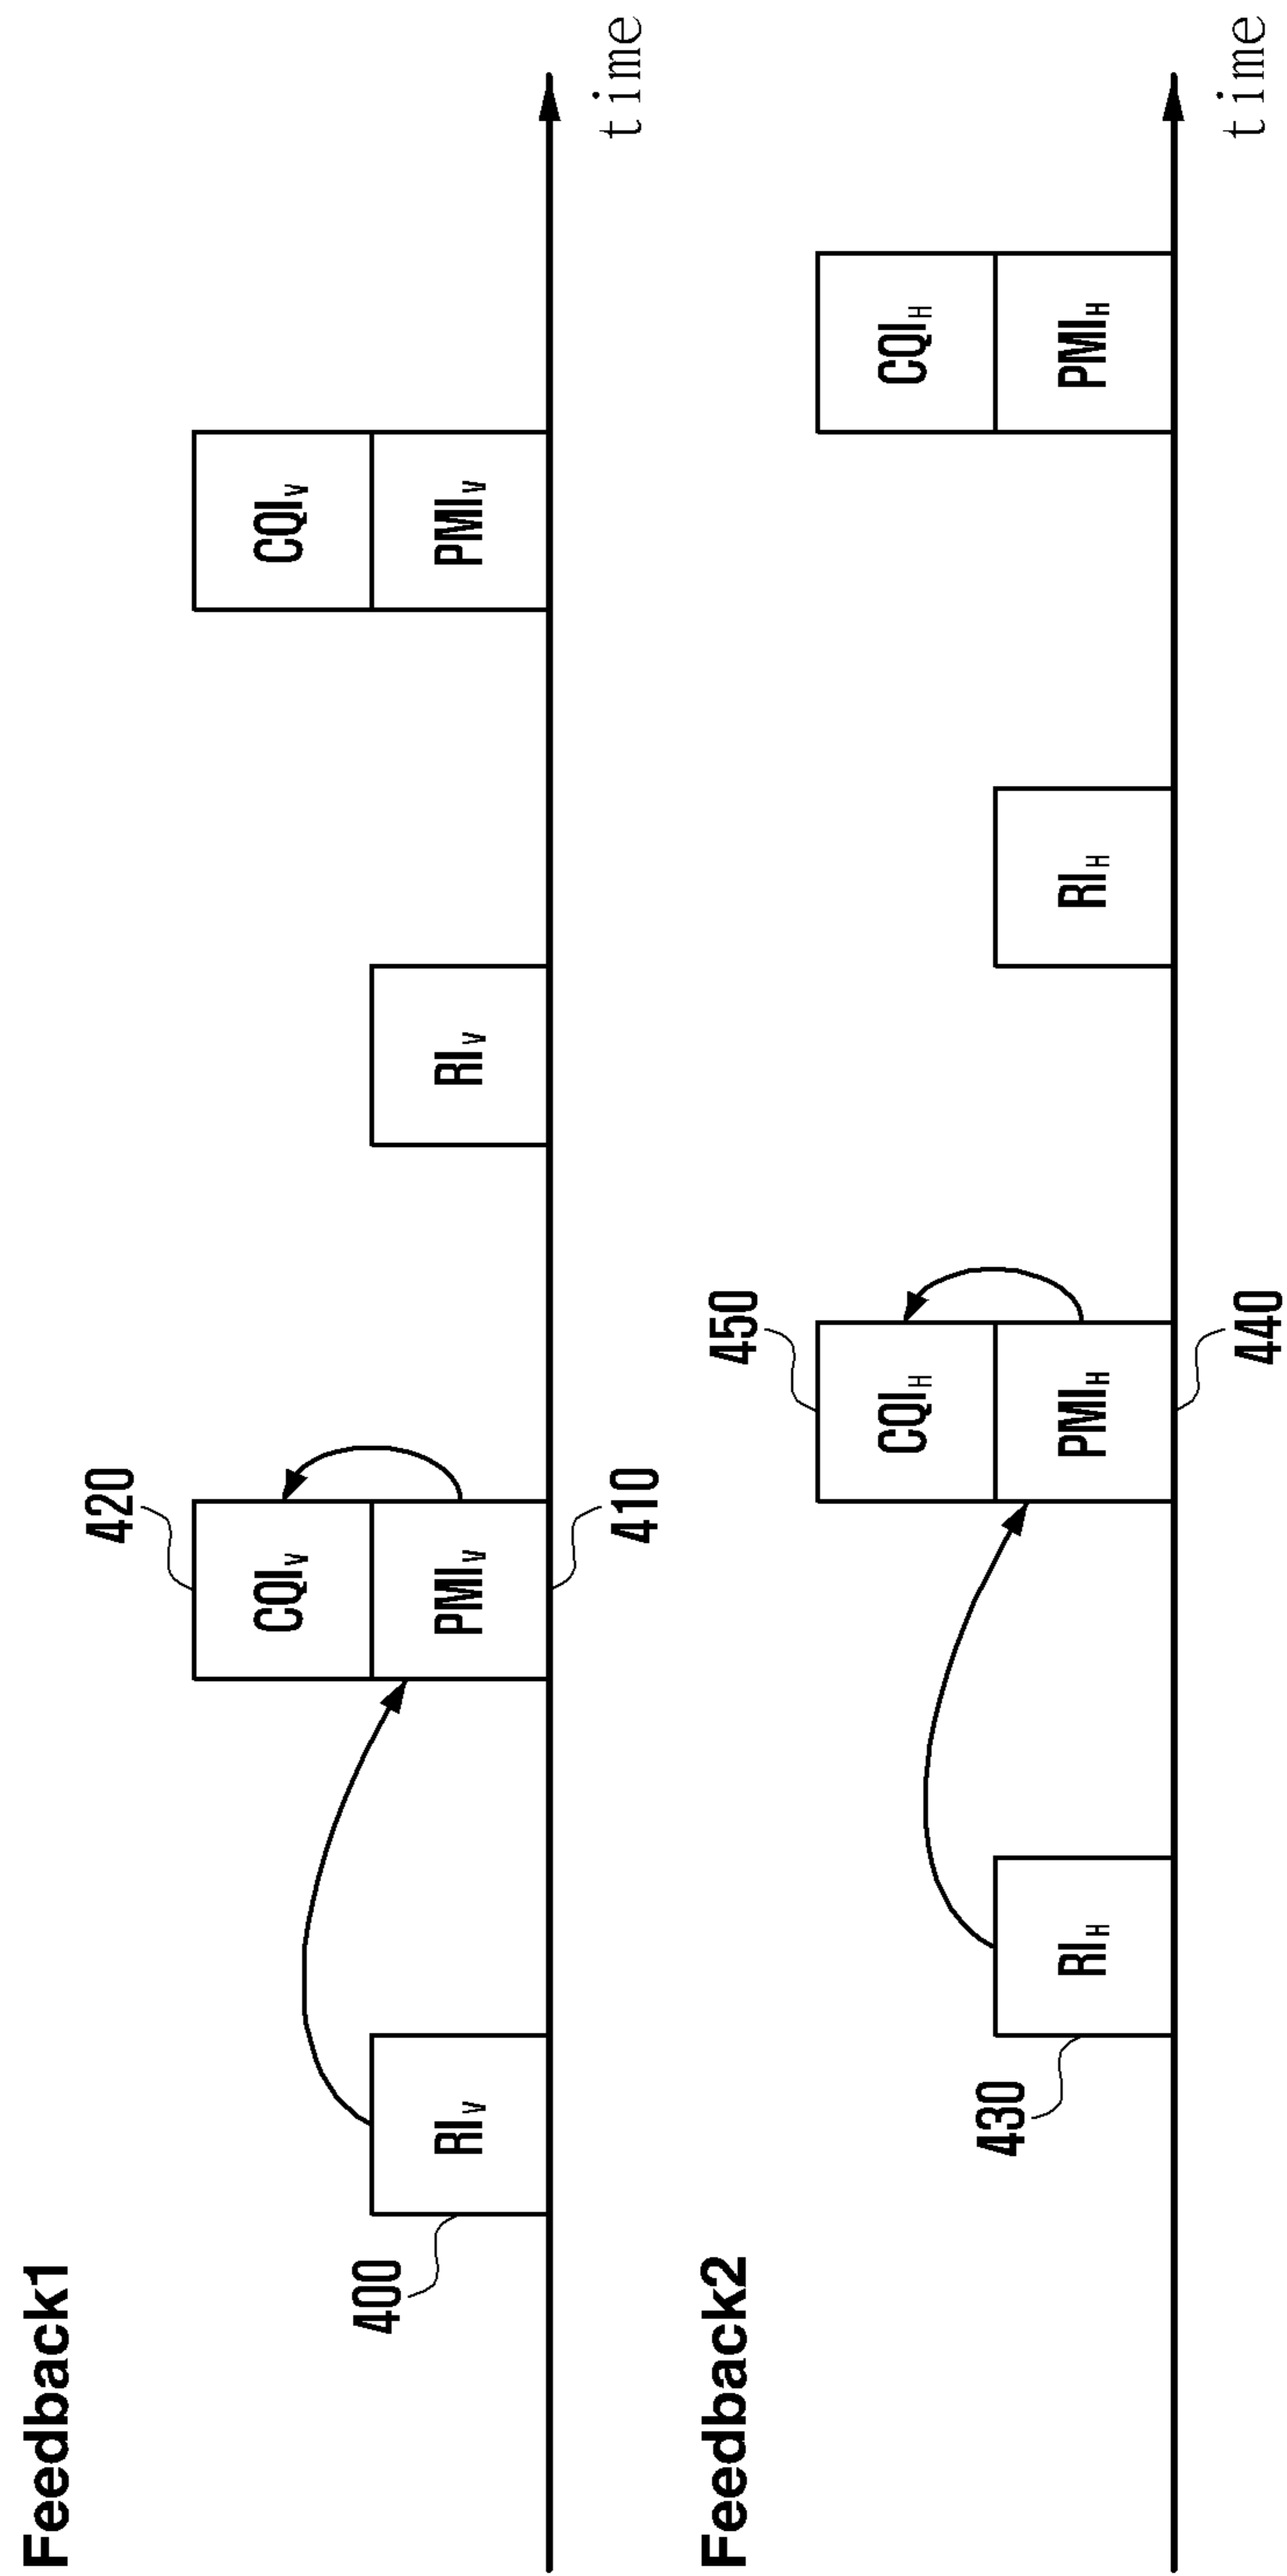 Feedback1
420
CQIV CQIV
400
RIV PMIV RIV PMIV
410
time
Feedback2
450
CQIH CQIH
430
RIH PMIH RIH PMIH
440
time